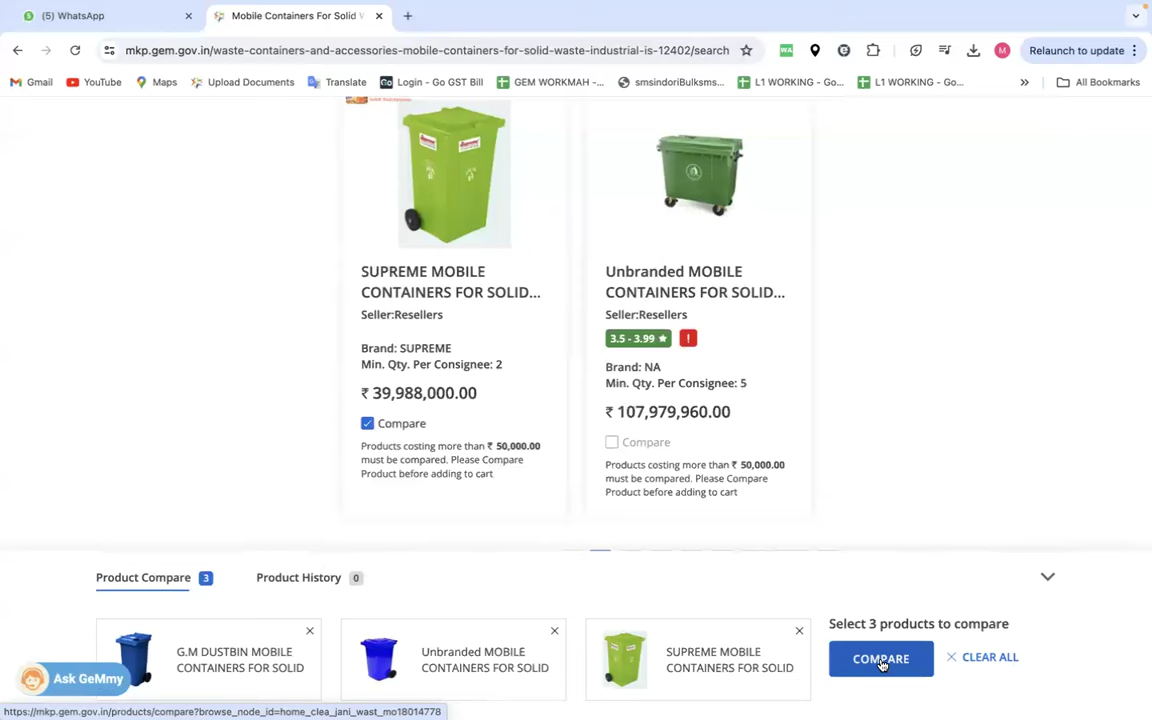 (5) WhatsApp
Mobile Containers For Solid
mkp.gem.gov.in/waste-containers-and-accessories-mobile-containers-for-solid-waste-industrial-is-12402/search
M
Relaunch to update
Gmail
YouTube
Maps
Upload Documents
Translate
Login - Go GST Bill
GEM WORKMAH -...
smsindoriBulksms...
L1 WORKING - Go...
L1 WORKING - Go...
»
All Bookmarks
SUPREME MOBILE
CONTAINERS FOR SOLID...
Seller:Resellers
Brand: SUPREME
Min. Qty. Per Consignee: 2
₹ 39,988,000.00
Compare
Products costing more than ₹ 50,000.00
must be compared. Please Compare
Product before adding to cart
Unbranded MOBILE
CONTAINERS FOR SOLID...
Seller:Resellers
3.5 - 3.99 ★ !
Brand: NA
Min. Qty. Per Consignee: 5
₹ 107,979,960.00
Compare
Products costing more than ₹ 50,000.00
must be compared. Please Compare
Product before adding to cart
Product Compare 3
Product History 0
G.M DUSTBIN MOBILE
CONTAINERS FOR SOLID
Unbranded MOBILE
CONTAINERS FOR SOLID
SUPREME MOBILE
CONTAINERS FOR SOLID
Select 3 products to compare
COMPARE
CLEAR ALL
Ask GeMmy
https://mkp.gem.gov.in/products/compare?browse_node_id=home_clea_jani_wast_mo18014778